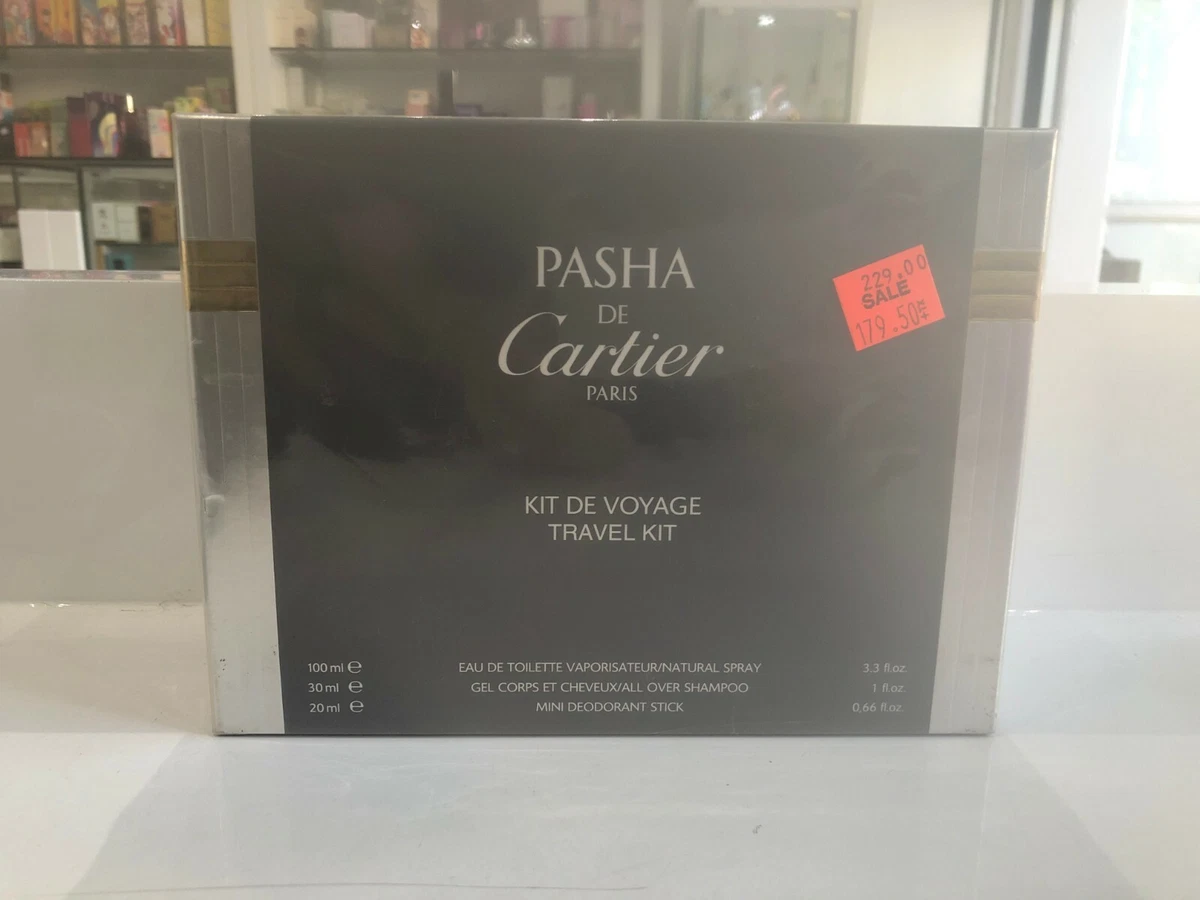 PASHA
DE
Cartier
PARIS
229.00
SALE
179.50
KIT DE VOYAGE
TRAVEL KIT
100 ml ℮ EAU DE TOILETTE VAPORISATEUR/NATURAL SPRAY 3.3 fl.oz.
30 ml ℮ GEL CORPS ET CHEVEUX/ALL OVER SHAMPOO 1 fl.oz.
20 ml ℮ MINI DEODORANT STICK 0,66 fl.oz.